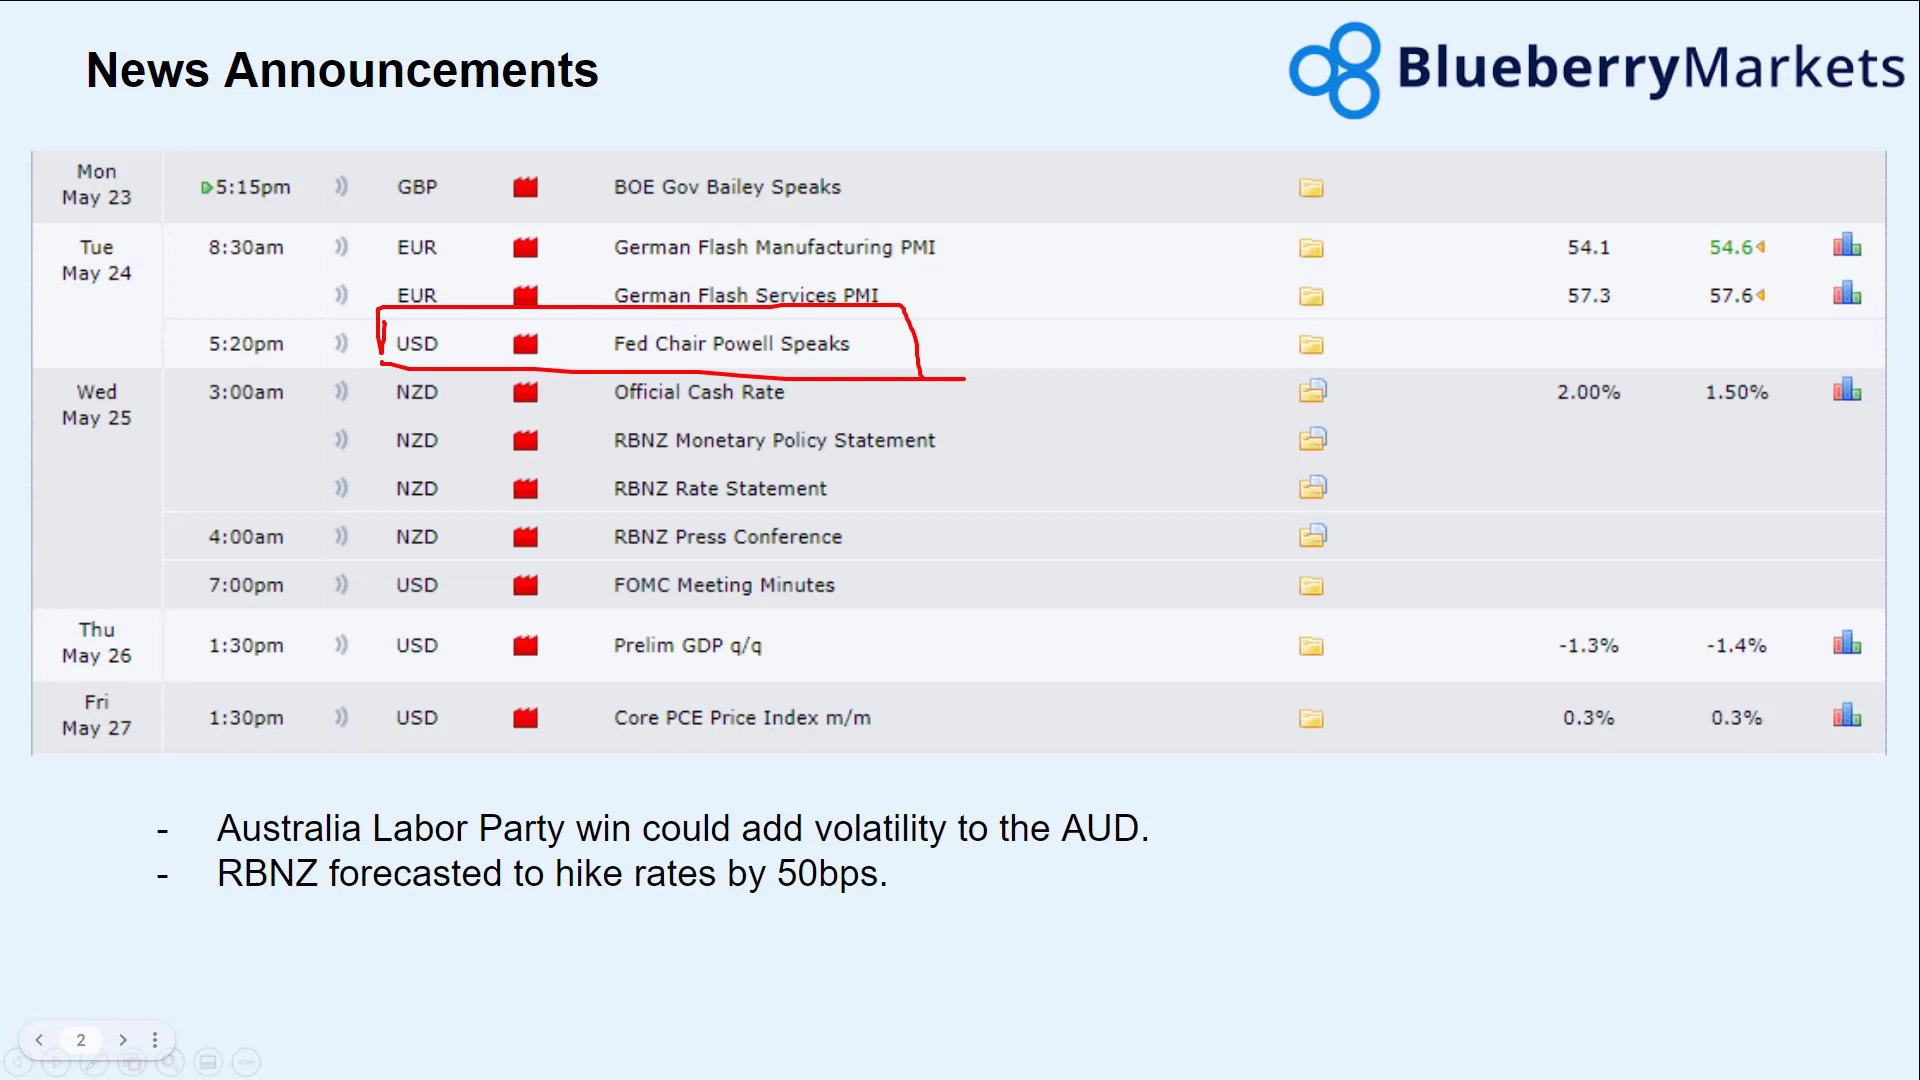 News Announcements
BlueberryMarkets
Mon May 23 5:15pm GBP BOE Gov Bailey Speaks
Tue May 24 8:30am EUR German Flash Manufacturing PMI 54.1 54.6
EUR German Flash Services PMI 57.3 57.6
5:20pm USD Fed Chair Powell Speaks
Wed May 25 3:00am NZD Official Cash Rate 2.00% 1.50%
NZD RBNZ Monetary Policy Statement
NZD RBNZ Rate Statement
4:00am NZD RBNZ Press Conference
7:00pm USD FOMC Meeting Minutes
Thu May 26 1:30pm USD Prelim GDP q/q -1.3% -1.4%
Fri May 27 1:30pm USD Core PCE Price Index m/m 0.3% 0.3%
- Australia Labor Party win could add volatility to the AUD.
- RBNZ forecasted to hike rates by 50bps.
2